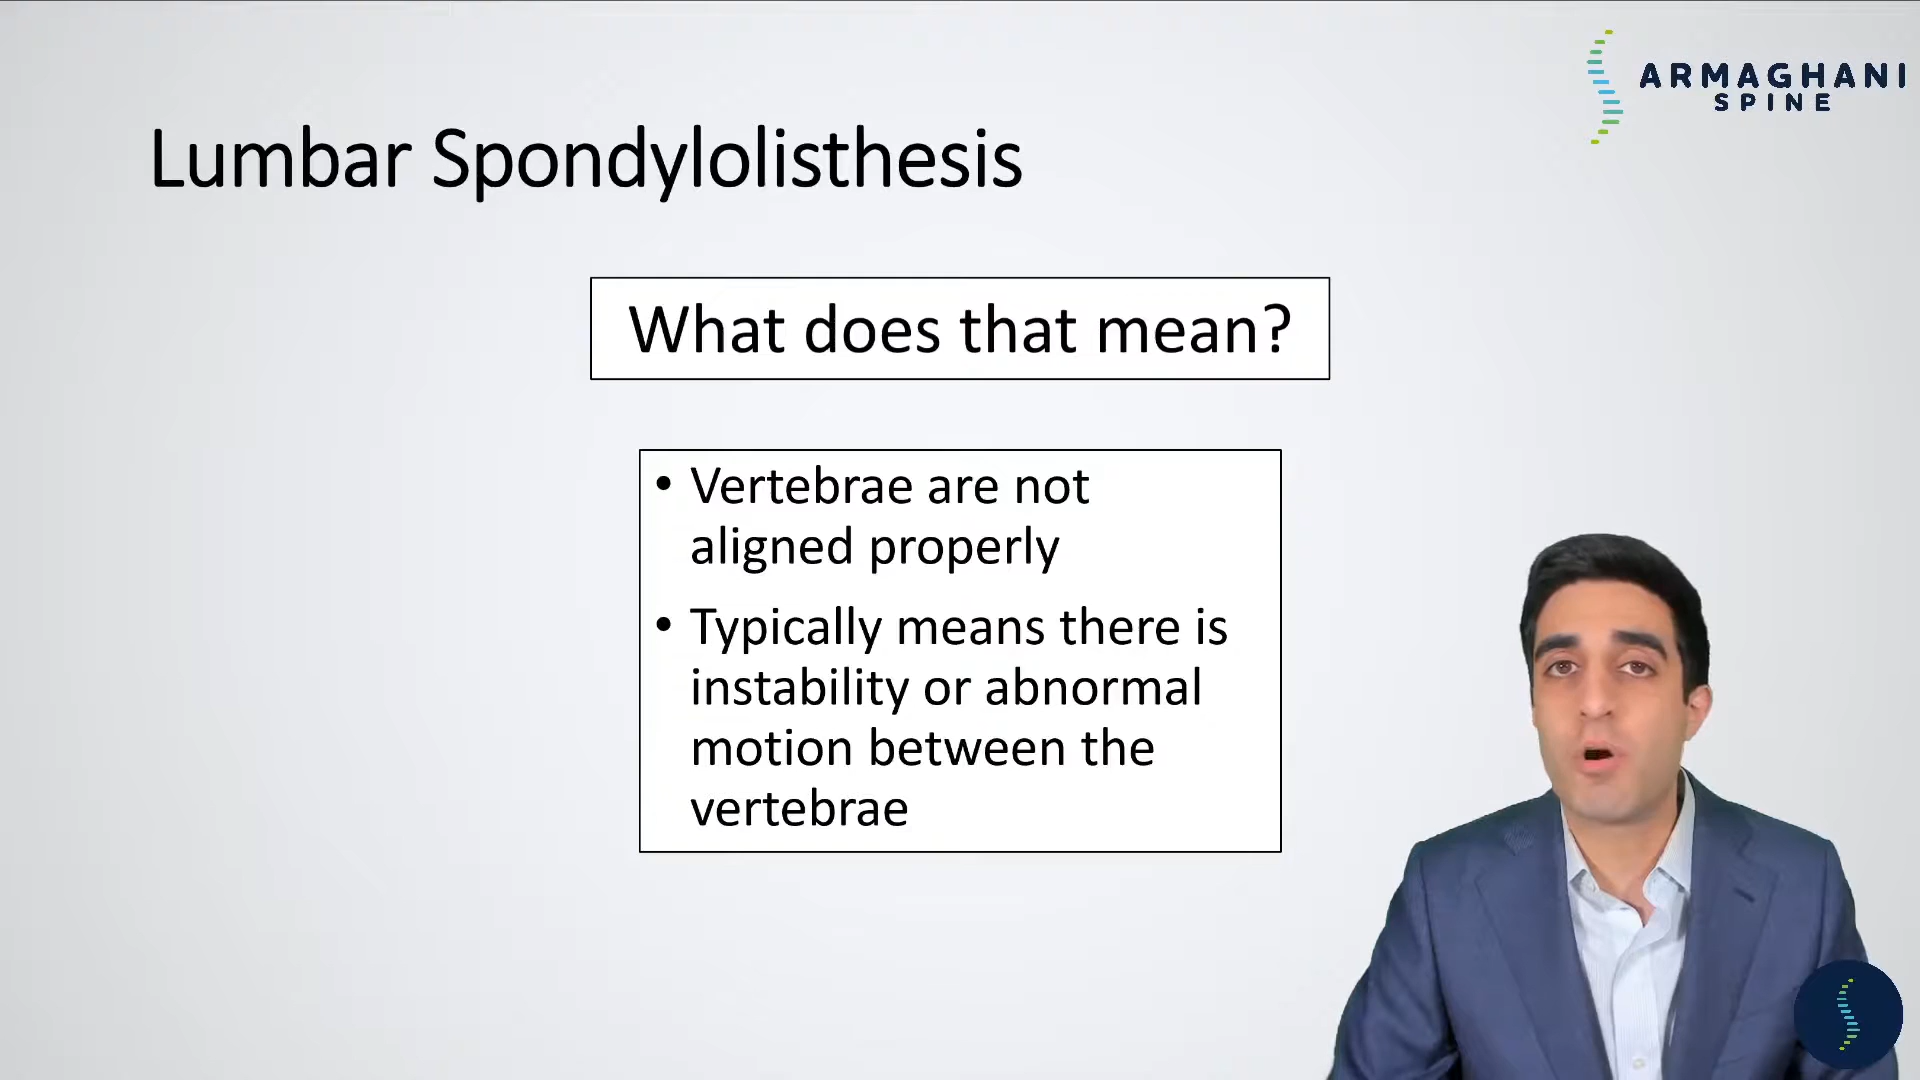 ARMAGHANI
SPINE
Lumbar Spondylolisthesis
What does that mean?
• Vertebrae are not
aligned properly
• Typically means there is
instability or abnormal
motion between the
vertebrae